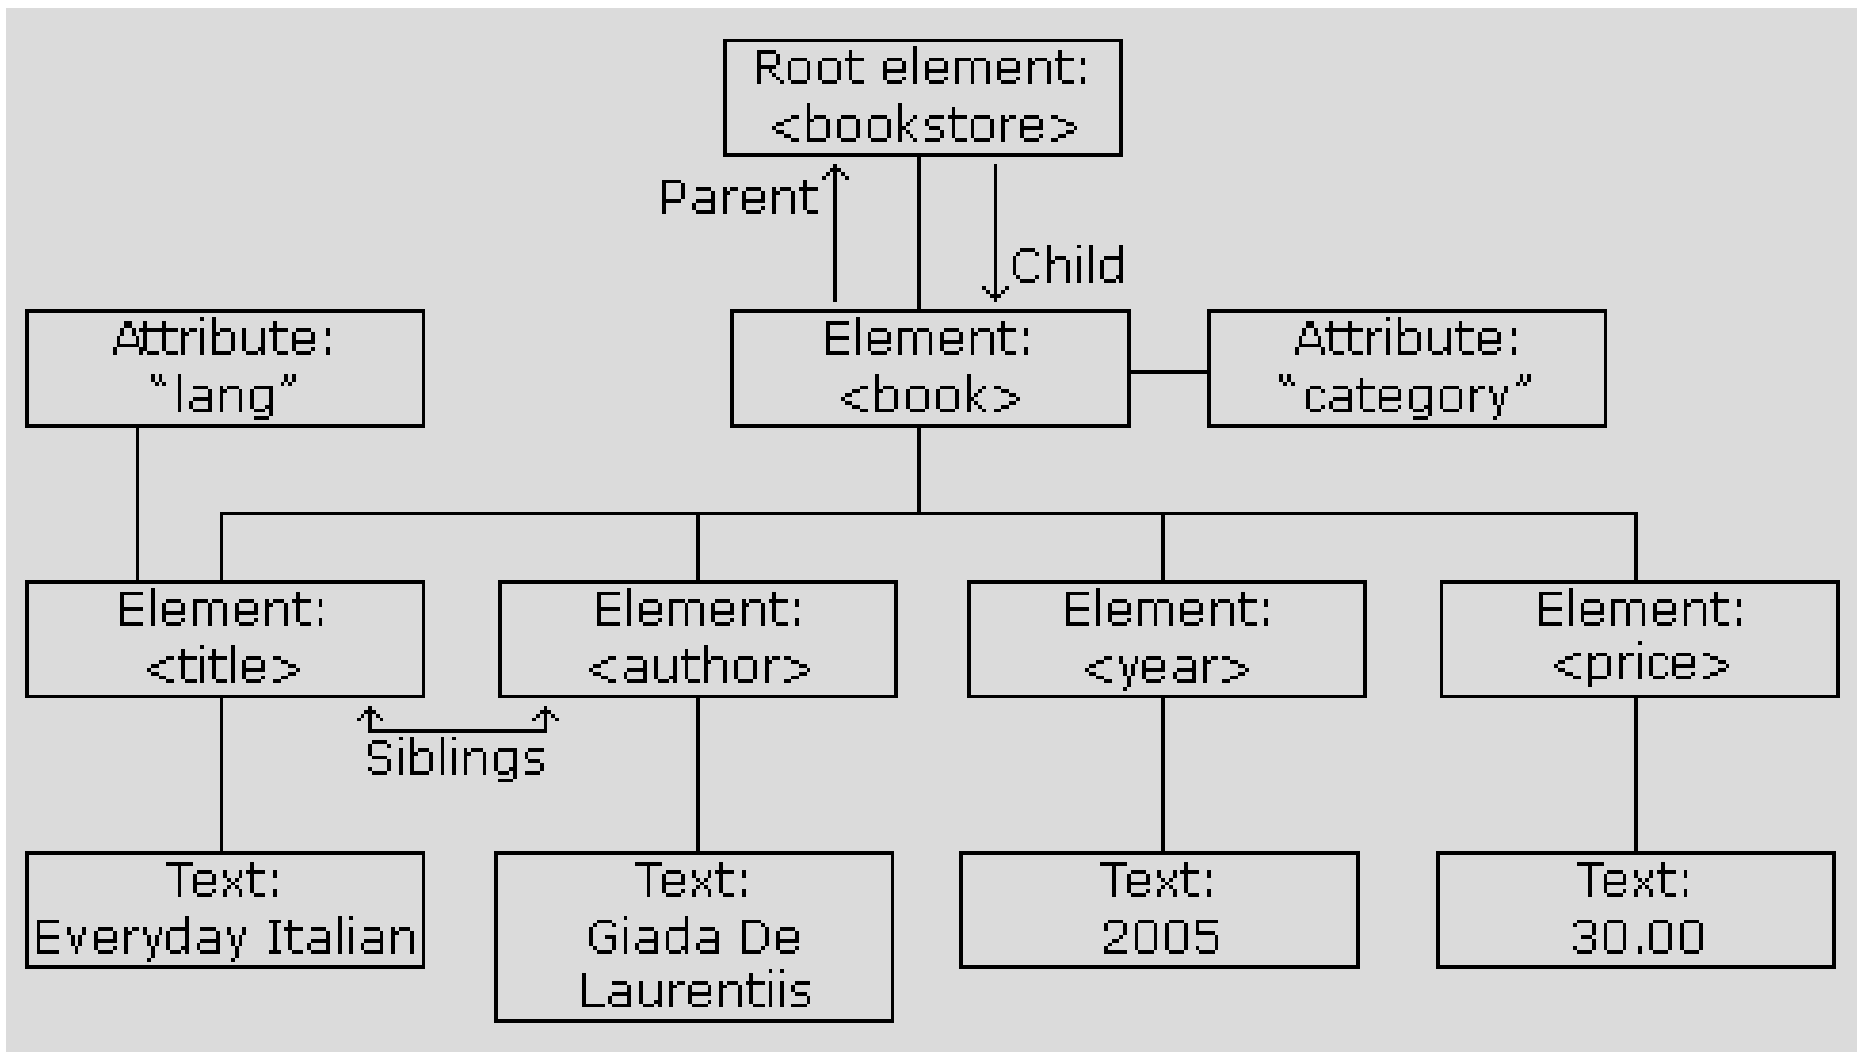 Root element:
<bookstore>
Parent
Child
Attribute:
“lang”
Element:
<book>
Attribute:
“category”
Element:
<title>
Element:
<author>
Element:
<year>
Element:
<price>
Siblings
Text:
Everyday Italian
Text:
Giada De
Laurentiis
Text:
2005
Text:
30.00